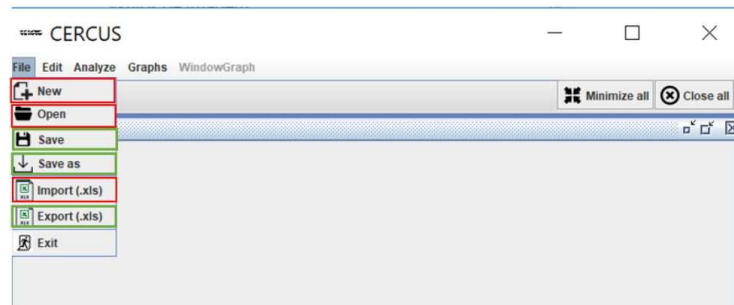 CERCUS
File Edit Analyze Graphs WindowGraph
New
Minimize all Close all
Open
Save
Save as
Import (.xls)
Export (.xls)
Exit